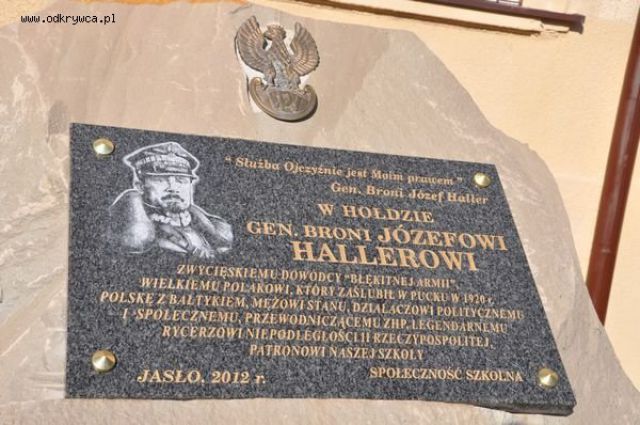 www.odkrywca.pl
" Służba Ojczyźnie jest Moim prawem "
Gen. Broni Józef Haller
W HOŁDZIE
GEN. BRONI JÓZEFOWI
HALLEROWI
ZWYCIĘSKIEMU DOWÓDCY "BŁĘKITNEJ ARMII",
WIELKIEMU POLAKOWI, KTÓRY ZAŚLUBIŁ W PUCKU W 1920 r.
POLSKĘ Z BAŁTYKIEM, MĘŻOWI STANU, DZIAŁACZOWI POLITYCZNEMU
I SPOŁECZNEMU, PRZEWODNICZĄCEMU ZHP, LEGENDARNEMU
RYCERZOWI NIEPODLEGŁOŚCI II RZECZYPOSPOLITEJ,
PATRONOWI NASZEJ SZKOŁY
JASŁO, 2012 r.
SPOŁECZNOŚĆ SZKOLNA